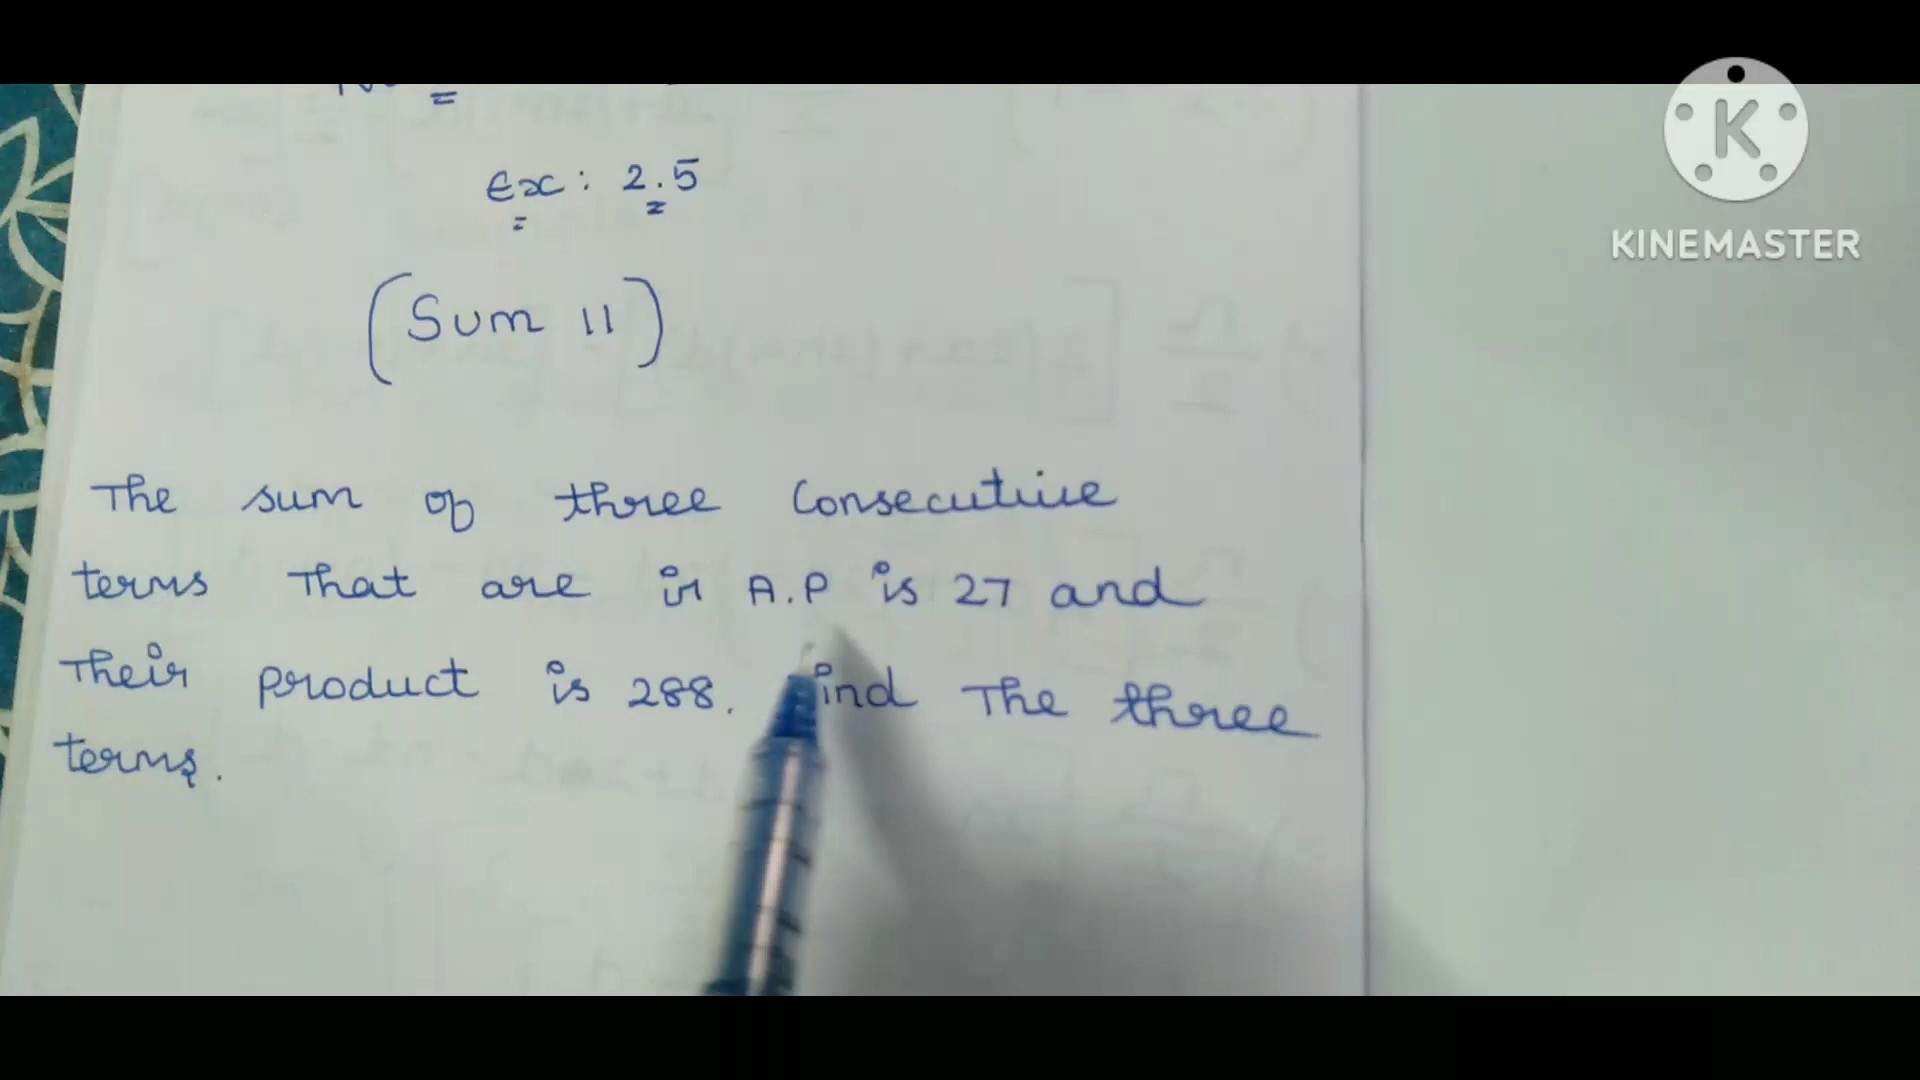 Ex: 2.5
(Sum 11)
The sum of three consecutive
terms that are in A.P is 27 and
their product is 288. Find the three
terms.
K
KINEMASTER